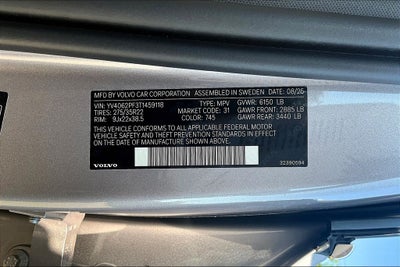 MFD. BY VOLVO CAR CORPORATION ASSEMBLED IN SWEDEN 08/25
VIN: YV4062PF3T1459118 TYPE: MPV GVWR: 6150 LB
TIRES: 275/35R22 MARKET CODE: 31 GAWR FRONT: 2885 LB
RIM: 9Jx22x38.5 COLOR: 745 GAWR REAR: 3440 LB
THIS VEHICLE CONFORMS TO ALL APPLICABLE FEDERAL MOTOR
VEHICLE SAFETY AND THEFT PREVENTION STANDARDS IN EFFECT
ON THE DATE OF MANUFACTURE SHOWN ABOVE.
VOLVO 32390594